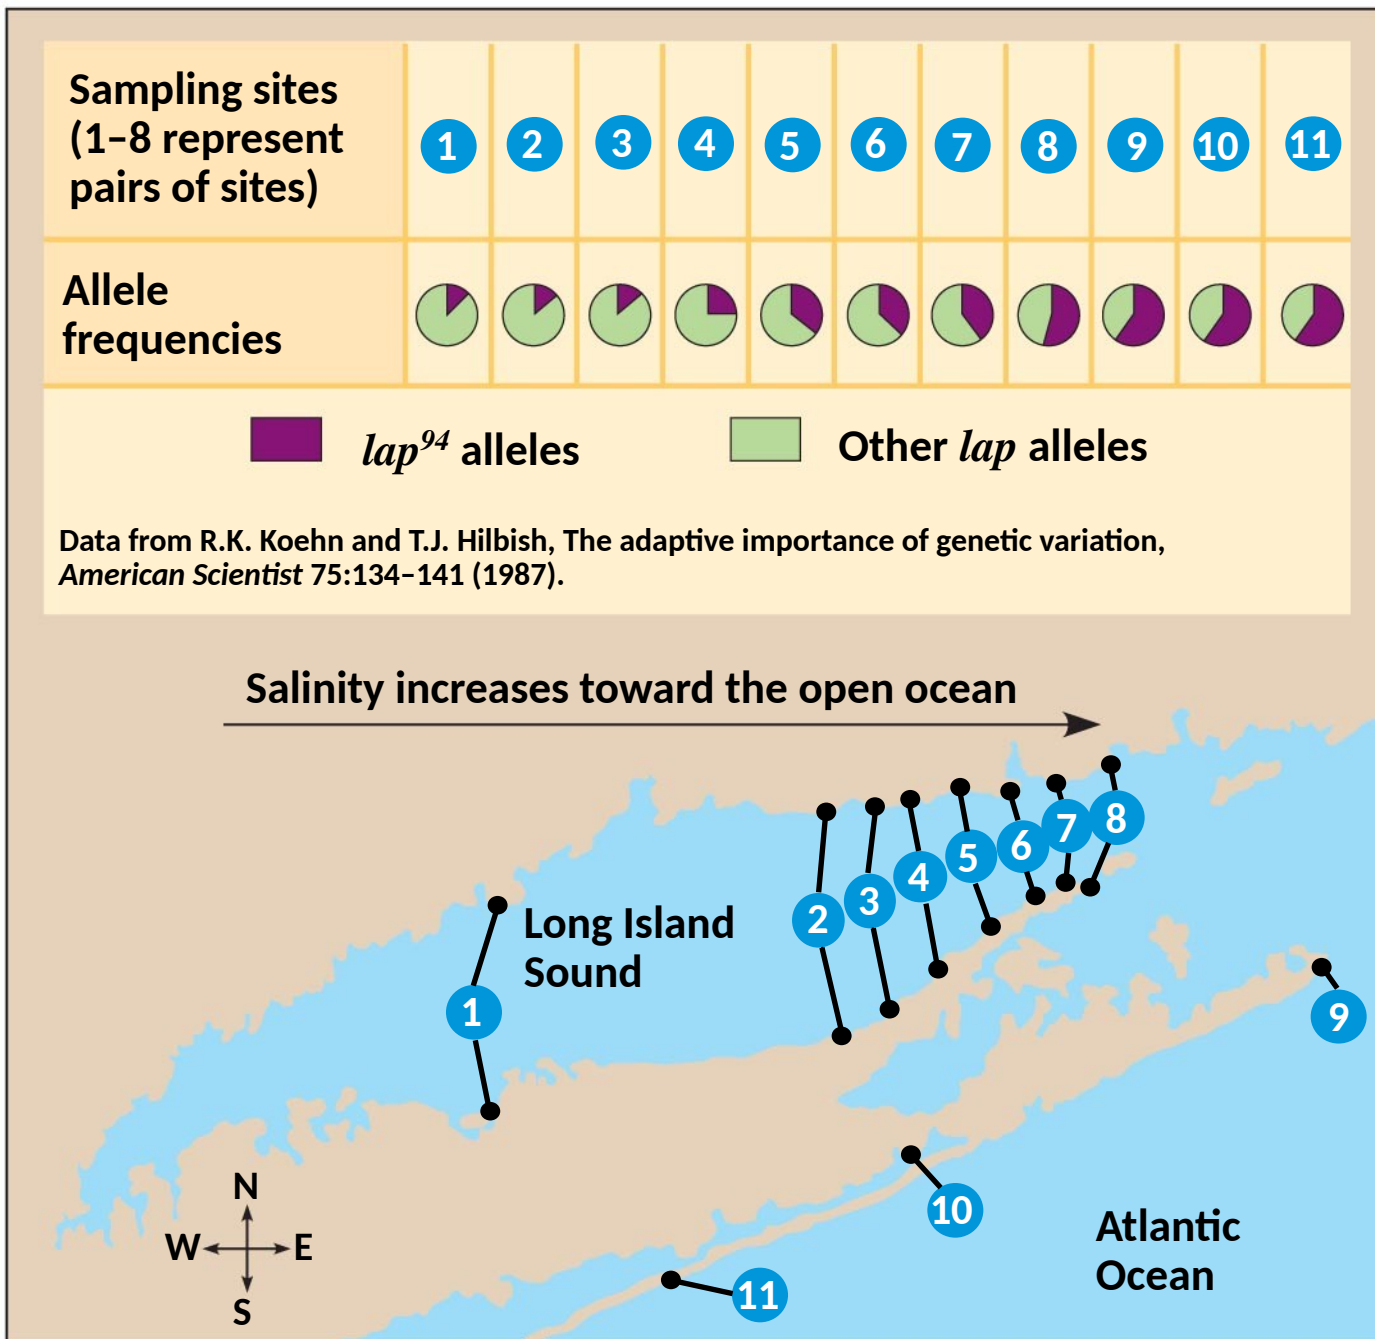 Sampling sites
(1–8 represent
pairs of sites)
1 2 3 4 5 6 7 8 9 10 11
Allele
frequencies
lap⁹⁴ alleles
Other lap alleles
Data from R.K. Koehn and T.J. Hilbish, The adaptive importance of genetic variation,
American Scientist 75:134–141 (1987).
Salinity increases toward the open ocean
8
7
6
5
4
3
2
Long Island
Sound
1
9
N
W E
S
10
11
Atlantic
Ocean